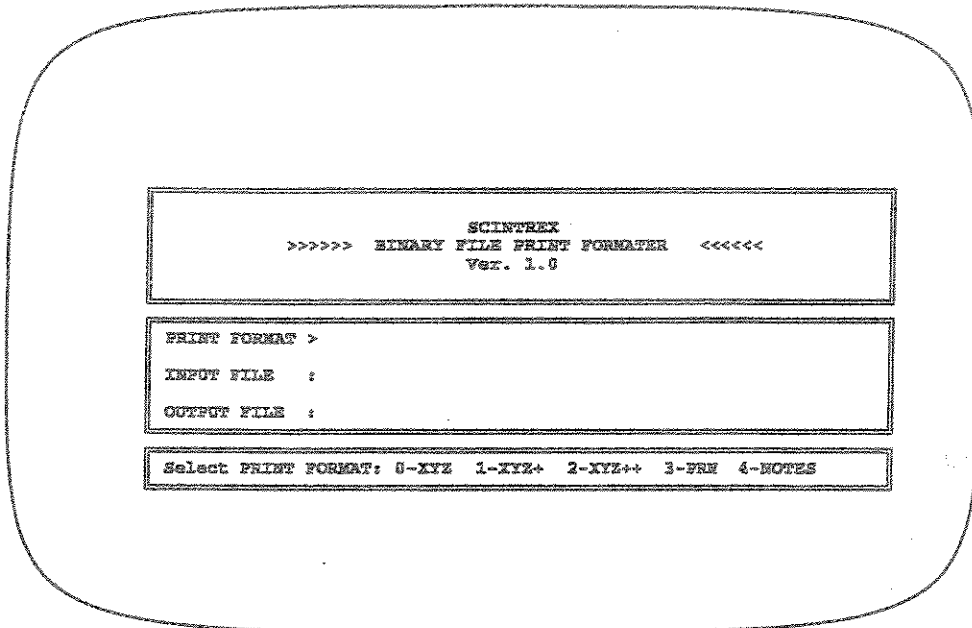 SCINTREX
>>>>>> BINARY FILE PRINT FORMATER <<<<<<
Ver. 1.0
PRINT FORMAT >
INPUT FILE :
OUTPUT FILE :
Select PRINT FORMAT: 0-XYZ 1-XYZ+ 2-XYZ++ 3-PRN 4-NOTES